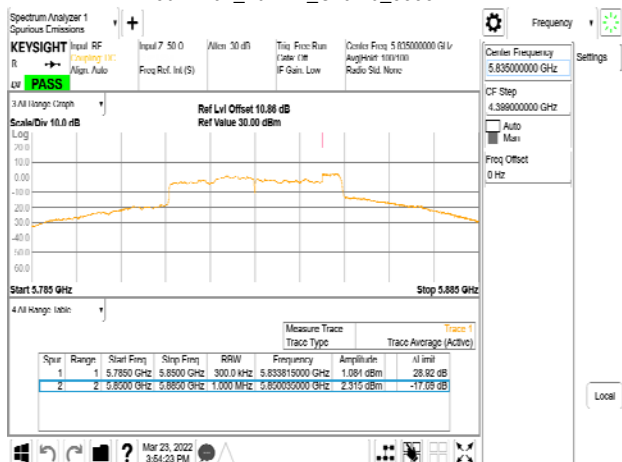 Spectrum Analyzer 1
Spurious Emissions
Frequency
Settings
KEYSIGHT
Input RF
Coupling DC
Align. Auto
Input Z 50 Ω
Freq Ref. Int (S)
Atten 30 dB
Trig Free Run
Gate: Off
IF Gain. Low
Center Freq 5.835000000 GHz
Avg|Hold: 100/100
Radio Std. None
R
PASS
Center Frequency
5.835000000 GHz
CF Step
4.399000000 GHz
Auto
Man
Freq Offset
0 Hz
3 All Range Graph
Scale/Div 10.0 dB
Ref Lvl Offset 10.86 dB
Ref Value 30.00 dBm
Log
20.0
10.0
0.00
-10.0
-20.0
-30.0
-40.0
-50.0
-60.0
Start 5.785 GHz
Stop 5.885 GHz
4 All Range Table
Measure Trace Trace 1
Trace Type Trace Average (Active)
Spur Range Start Freq Stop Freq RBW Frequency Amplitude Δ Limit
1 1 5.7850 GHz 5.8500 GHz 300.0 kHz 5.833815000 GHz 1.084 dBm 28.92 dB
2 2 5.8500 GHz 5.8850 GHz 1.000 MHz 5.850035000 GHz 2.315 dBm -17.69 dB
Local
Mar 23, 2022
3:54:23 PM